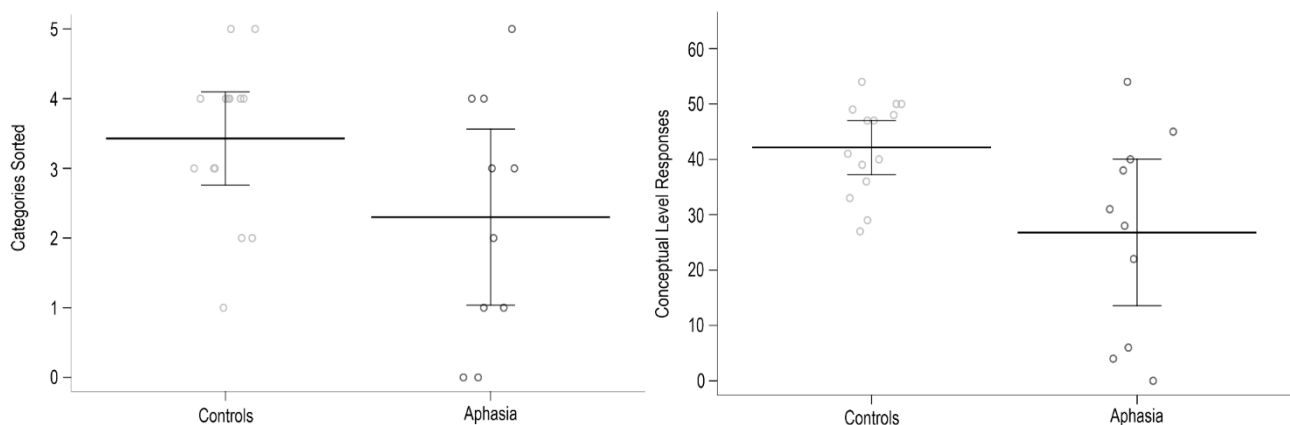 Categories Sorted
5
4
3
2
1
0
Controls
Aphasia
Conceptual Level Responses
60
50
40
30
20
10
0
Controls
Aphasia